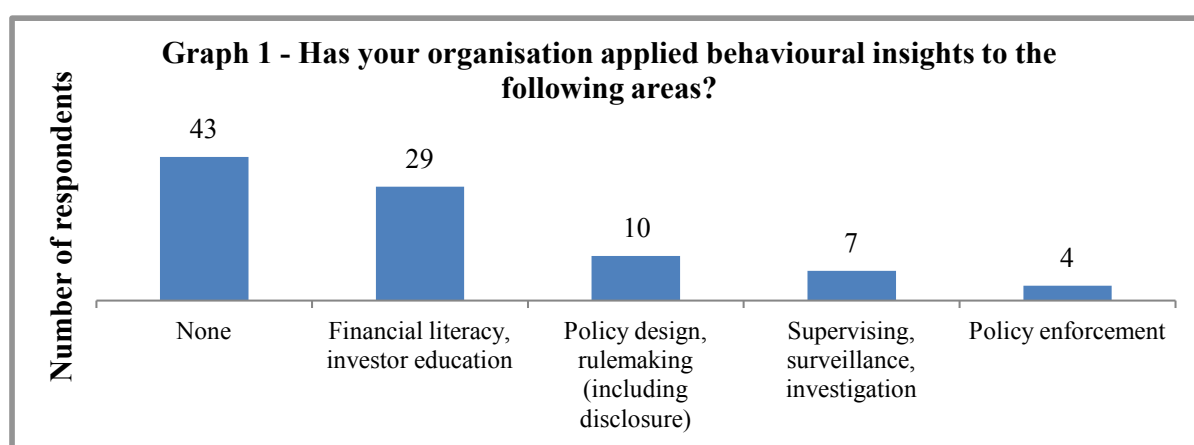 Graph 1 - Has your organisation applied behavioural insights to the
following areas?
Number of respondents
43
29
10
7
4
None
Financial literacy,
investor education
Policy design,
rulemaking
(including
disclosure)
Supervising,
surveillance,
investigation
Policy enforcement